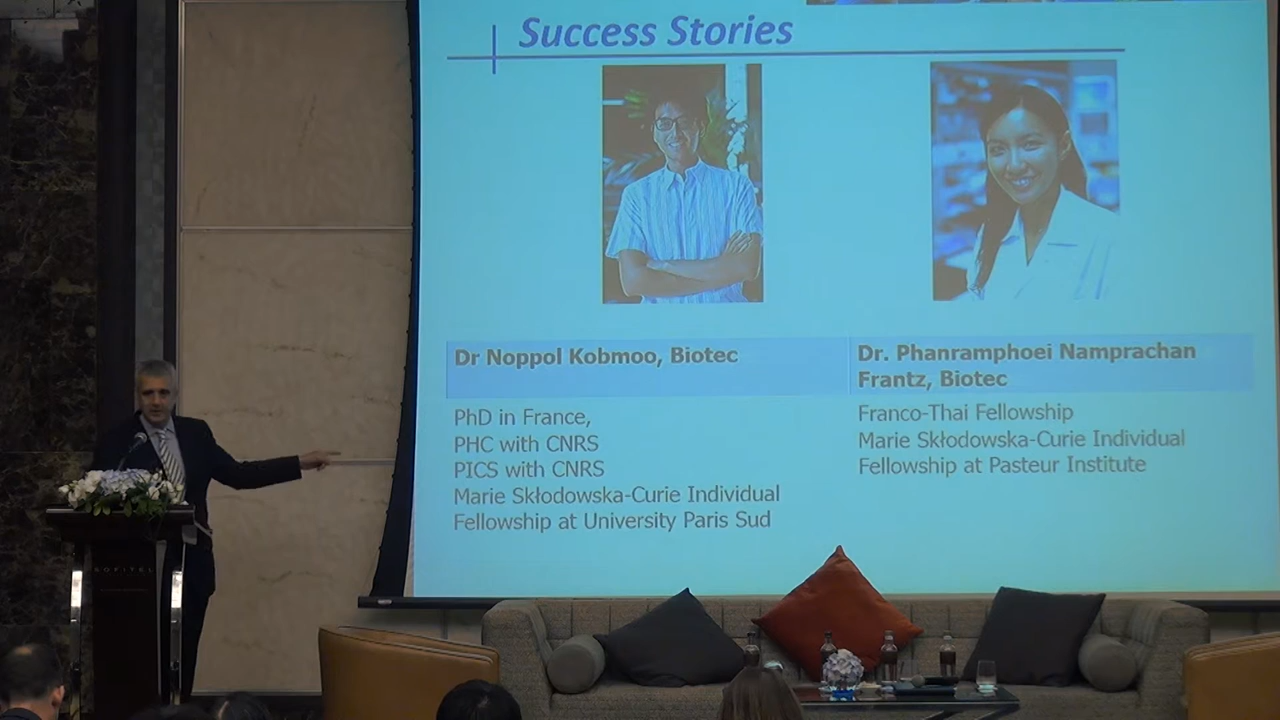 Success Stories
Dr Noppol Kobmoo, Biotec
PhD in France,
PHC with CNRS
PICS with CNRS
Marie Skłodowska-Curie Individual
Fellowship at University Paris Sud
Dr. Phanramphoei Namprachan
Frantz, Biotec
Franco-Thai Fellowship
Marie Skłodowska-Curie Individual
Fellowship at Pasteur Institute
SOFITEL